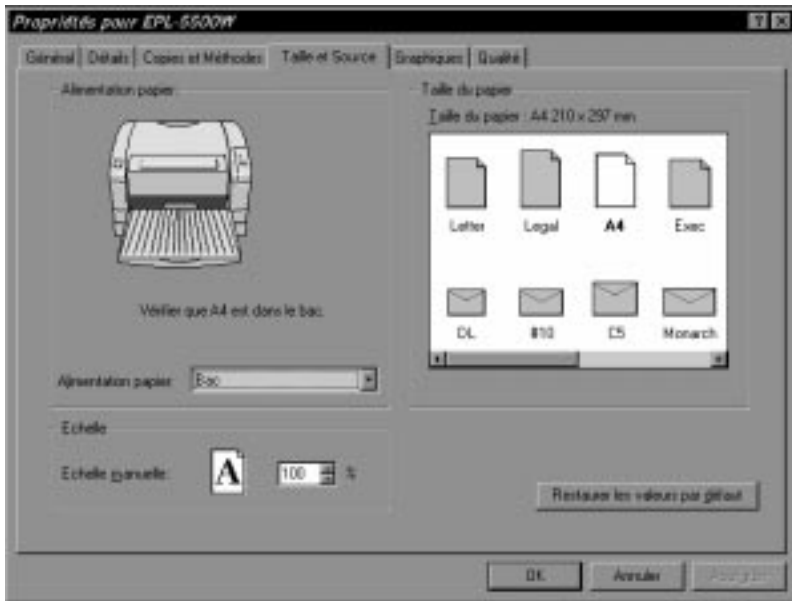 Propriétés pour EPL-5500W
Général Détails Copies et Méthodes Taille et Source Graphiques Qualité
Alimentation papier
Vérifier que A4 est dans le bac.
Alimentation papier: Bac
Echelle
Echelle manuelle: A 100 %
Taille du papier
Taille du papier : A4 210 x 297 mm
Letter Legal A4 Exec
DL #10 C5 Monarch
Restaurer les valeurs par défaut
OK Annuler